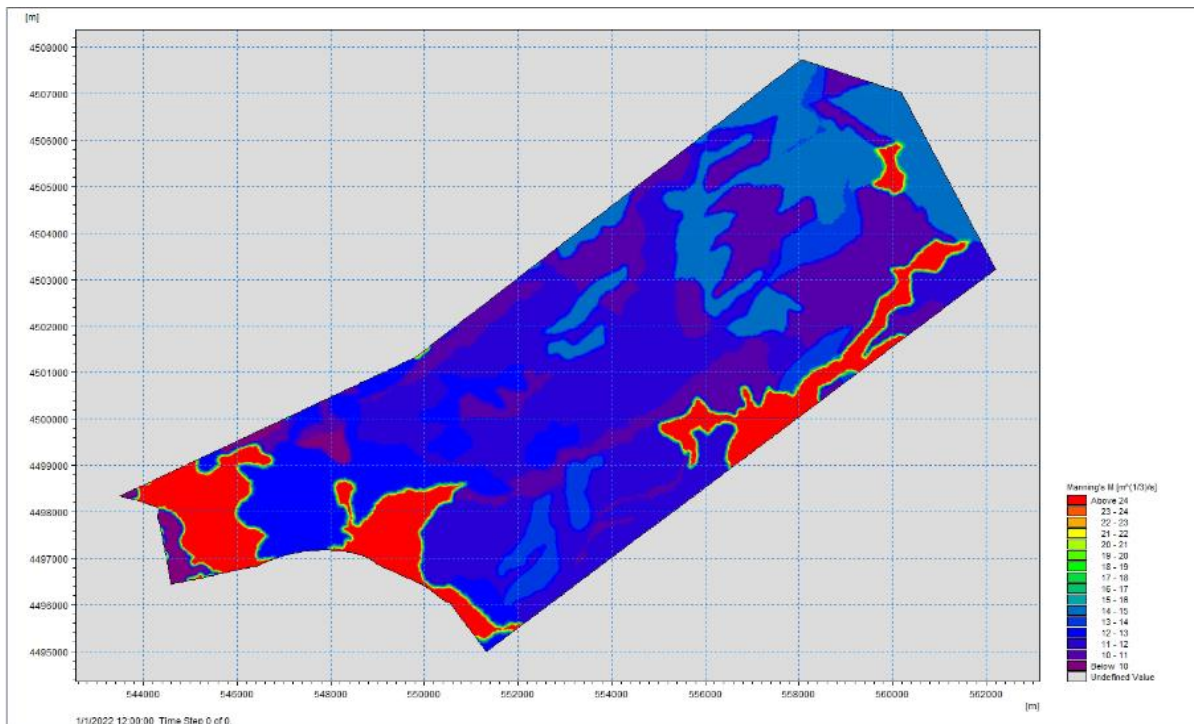 [m]
4508000
4507000
4506000
4505000
4504000
4503000
4502000
4501000
4500000
4499000
4498000
4497000
4496000
4495000
544000 546000 548000 550000 552000 554000 556000 558000 560000 562000
[m]
1/1/2022 12:00:00 Time Step 0 of 0
Manning's M [m^(1/3)/s]
Above 24
23 - 24
22 - 23
21 - 22
20 - 21
19 - 20
18 - 19
17 - 18
16 - 17
15 - 16
14 - 15
13 - 14
12 - 13
11 - 12
10 - 11
Below 10
Undefined Value